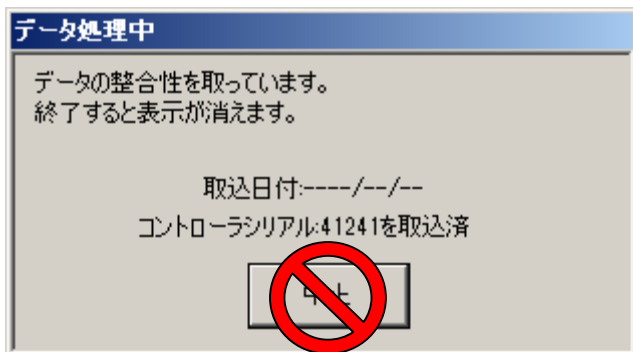 データ処理中
データの整合性を取っています。
終了すると表示が消えます。
取込日付:----/--/--
コントローラシリアル:41241を取込済
中止